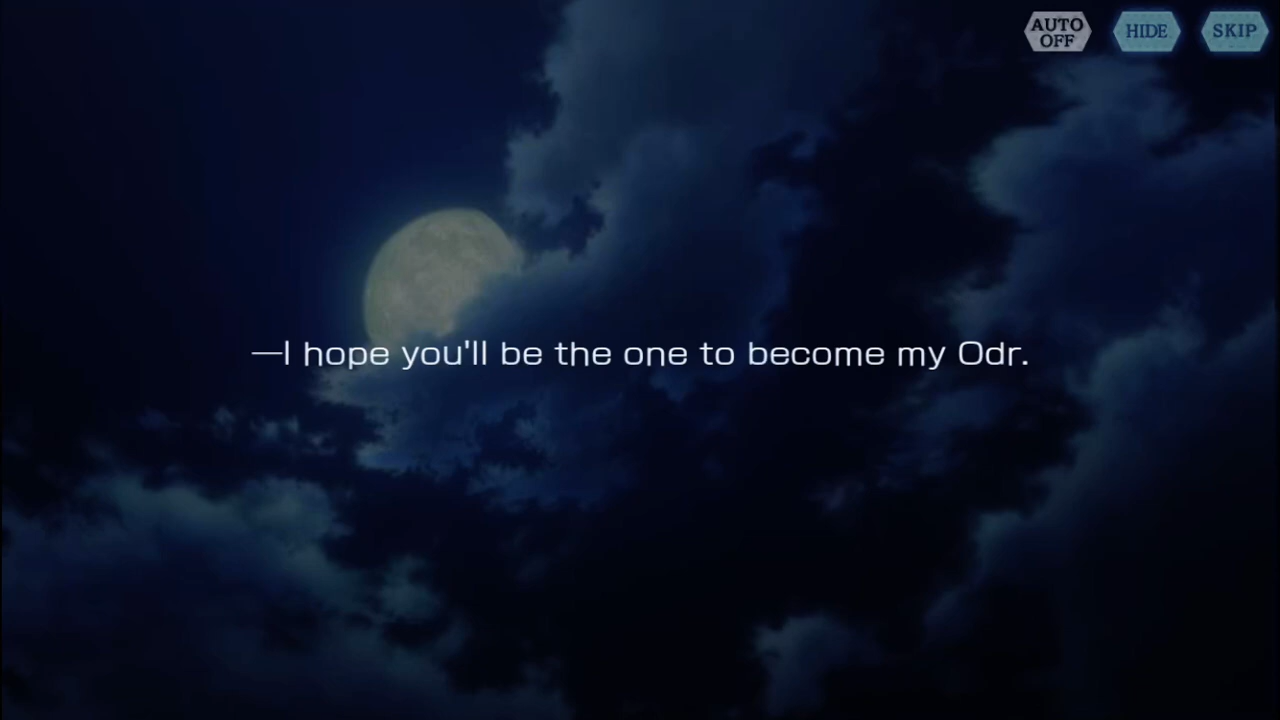 AUTO
OFF
HIDE
SKIP
—I hope you'll be the one to become my Odr.